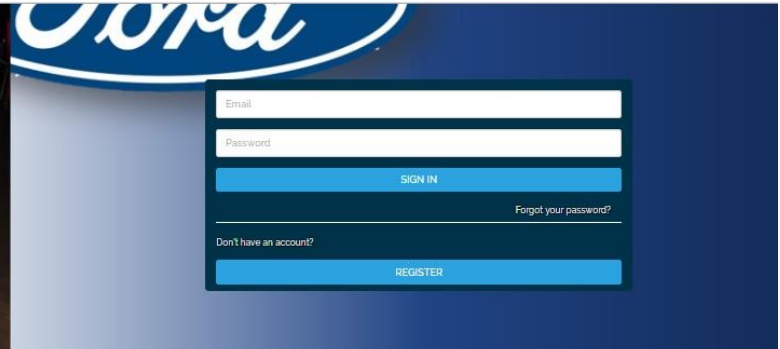 Ford
Email
Password
SIGN IN
Forgot your password?
Don't have an account?
REGISTER